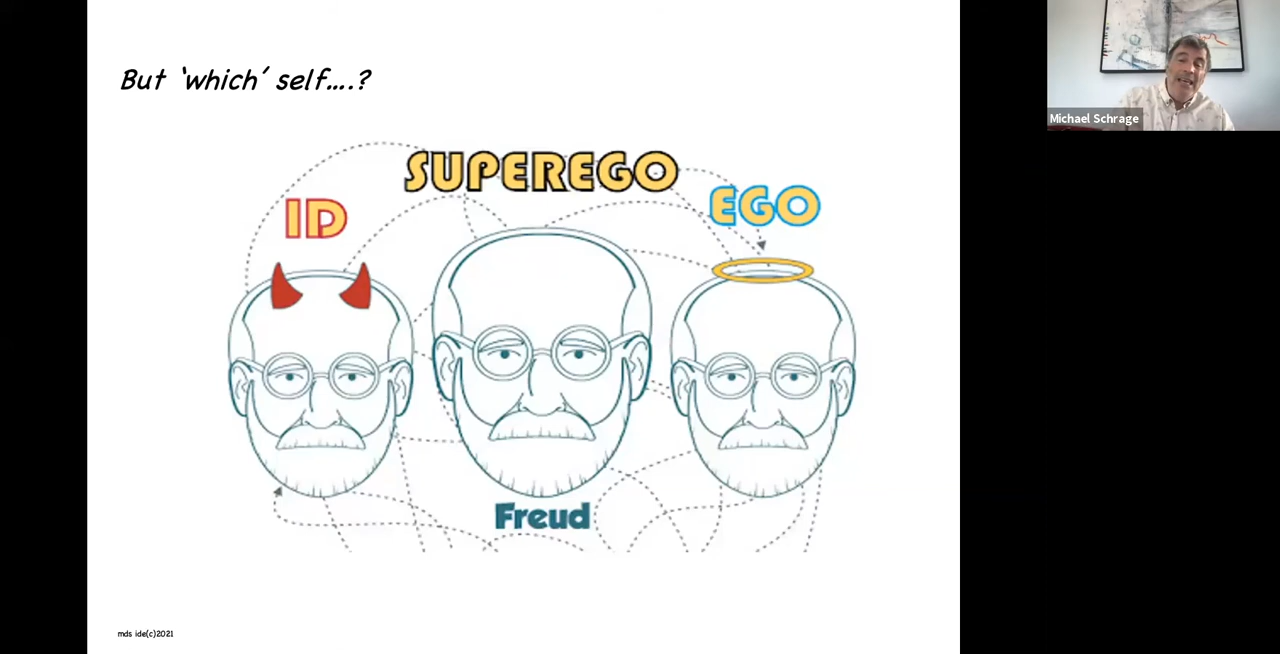 But ‘which’ self....?
SUPEREGO
ID
EGO
Freud
mds ide(c)2021
Michael Schrage